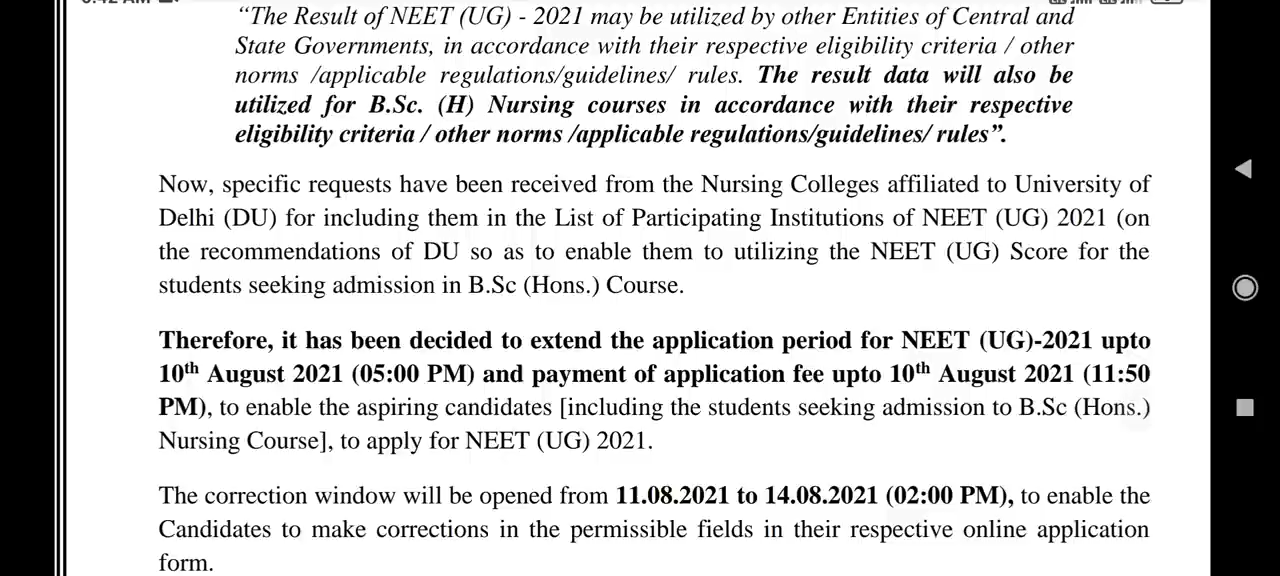 “The Result of NEET (UG) - 2021 may be utilized by other Entities of Central and
State Governments, in accordance with their respective eligibility criteria / other
norms /applicable regulations/guidelines/ rules. The result data will also be
utilized for B.Sc. (H) Nursing courses in accordance with their respective
eligibility criteria / other norms /applicable regulations/guidelines/ rules”.
Now, specific requests have been received from the Nursing Colleges affiliated to University of
Delhi (DU) for including them in the List of Participating Institutions of NEET (UG) 2021 (on
the recommendations of DU so as to enable them to utilizing the NEET (UG) Score for the
students seeking admission in B.Sc (Hons.) Course.
Therefore, it has been decided to extend the application period for NEET (UG)-2021 upto
10th August 2021 (05:00 PM) and payment of application fee upto 10th August 2021 (11:50
PM), to enable the aspiring candidates [including the students seeking admission to B.Sc (Hons.)
Nursing Course], to apply for NEET (UG) 2021.
The correction window will be opened from 11.08.2021 to 14.08.2021 (02:00 PM), to enable the
Candidates to make corrections in the permissible fields in their respective online application
form.